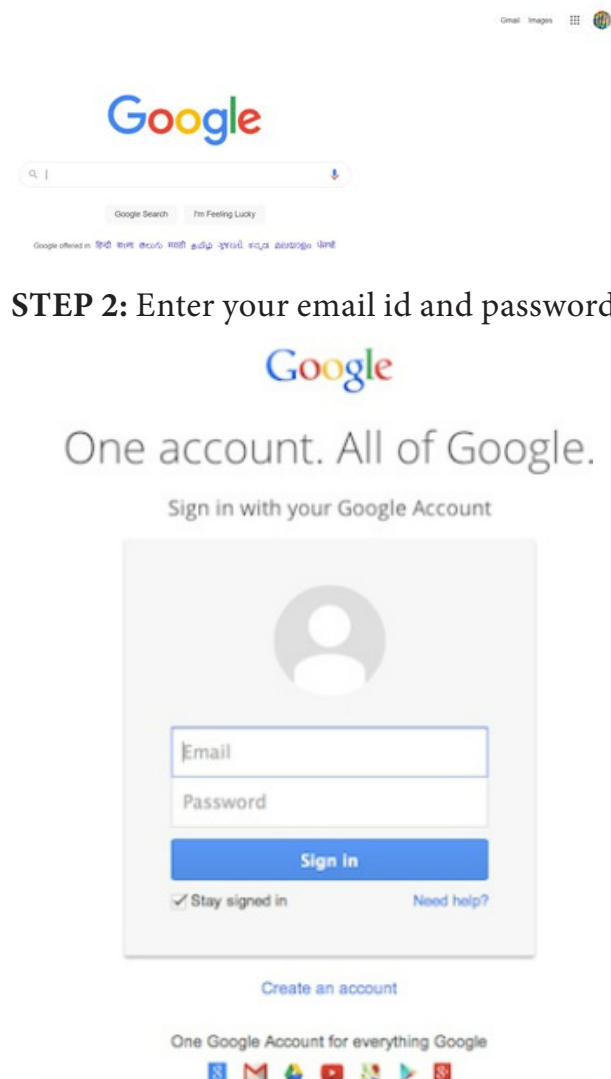 Gmail Images
Google
Google Search I'm Feeling Lucky
Google offered in हिन्दी বাংলা తెలుగు मराठी தமிழ் ગુજરાતી ಕನ್ನಡ മലയാളം ਪੰਜਾਬੀ
STEP 2: Enter your email id and password
Google
One account. All of Google.
Sign in with your Google Account
Email
Password
Sign in
Stay signed in Need help?
Create an account
One Google Account for everything Google